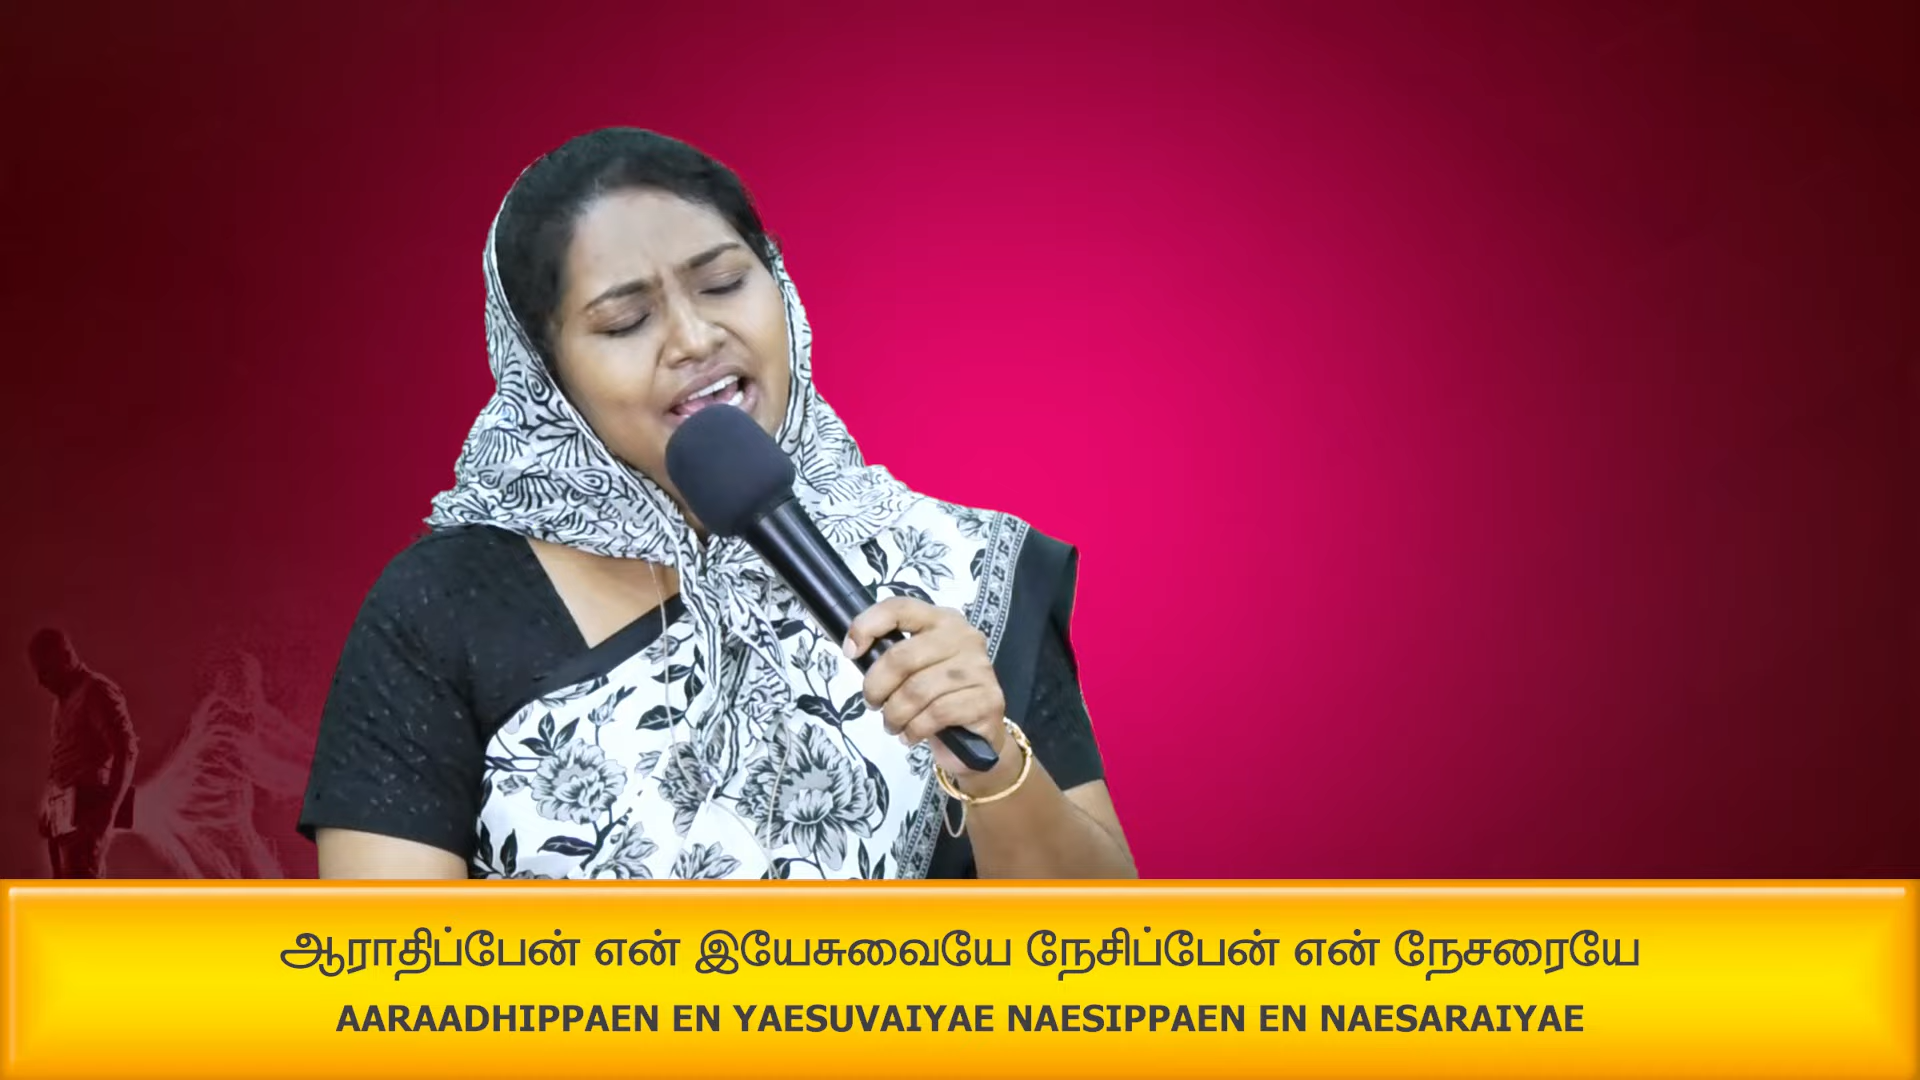 ஆராதிப்பேன் என் இயேசுவையே நேசிப்பேன் என் நேசரையே
AARAADHIPPAEN EN YAESUVAIYAE NAESIPPAEN EN NAESARAIYAE